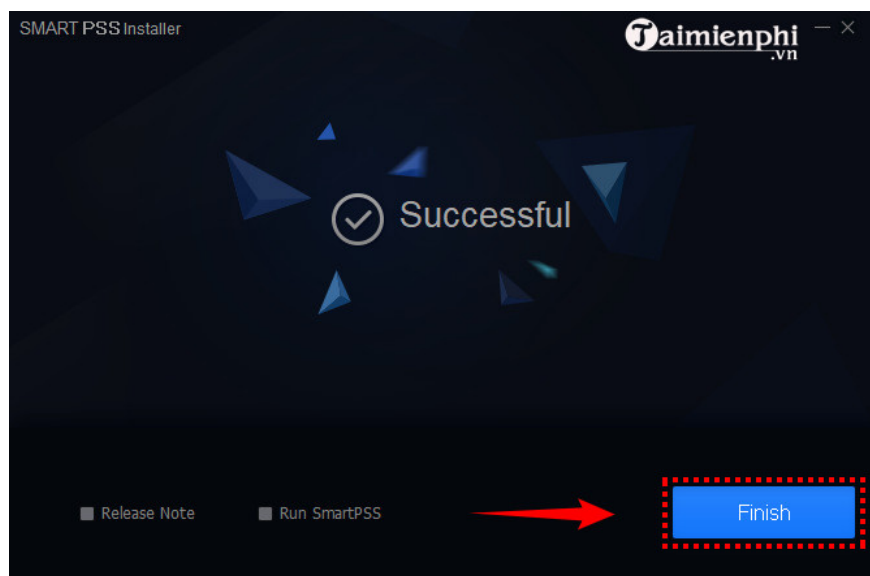 SMART PSS Installer
Taimienphi
.vn
Successful
Release Note
Run SmartPSS
Finish